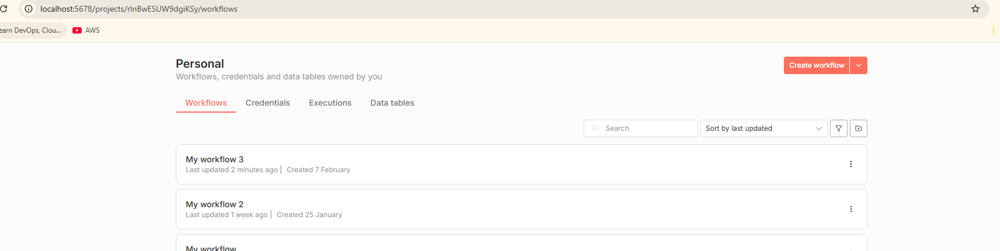 localhost:5678/projects/rInBwESUW9dgiKSy/workflows
earn DevOps, Clou... AWS
Personal
Create workflow
Workflows, credentials and data tables owned by you
Workflows Credentials Executions Data tables
Search Sort by last updated
My workflow 3
Last updated 2 minutes ago | Created 7 February
My workflow 2
Last updated 1 week ago | Created 25 January
My workflow